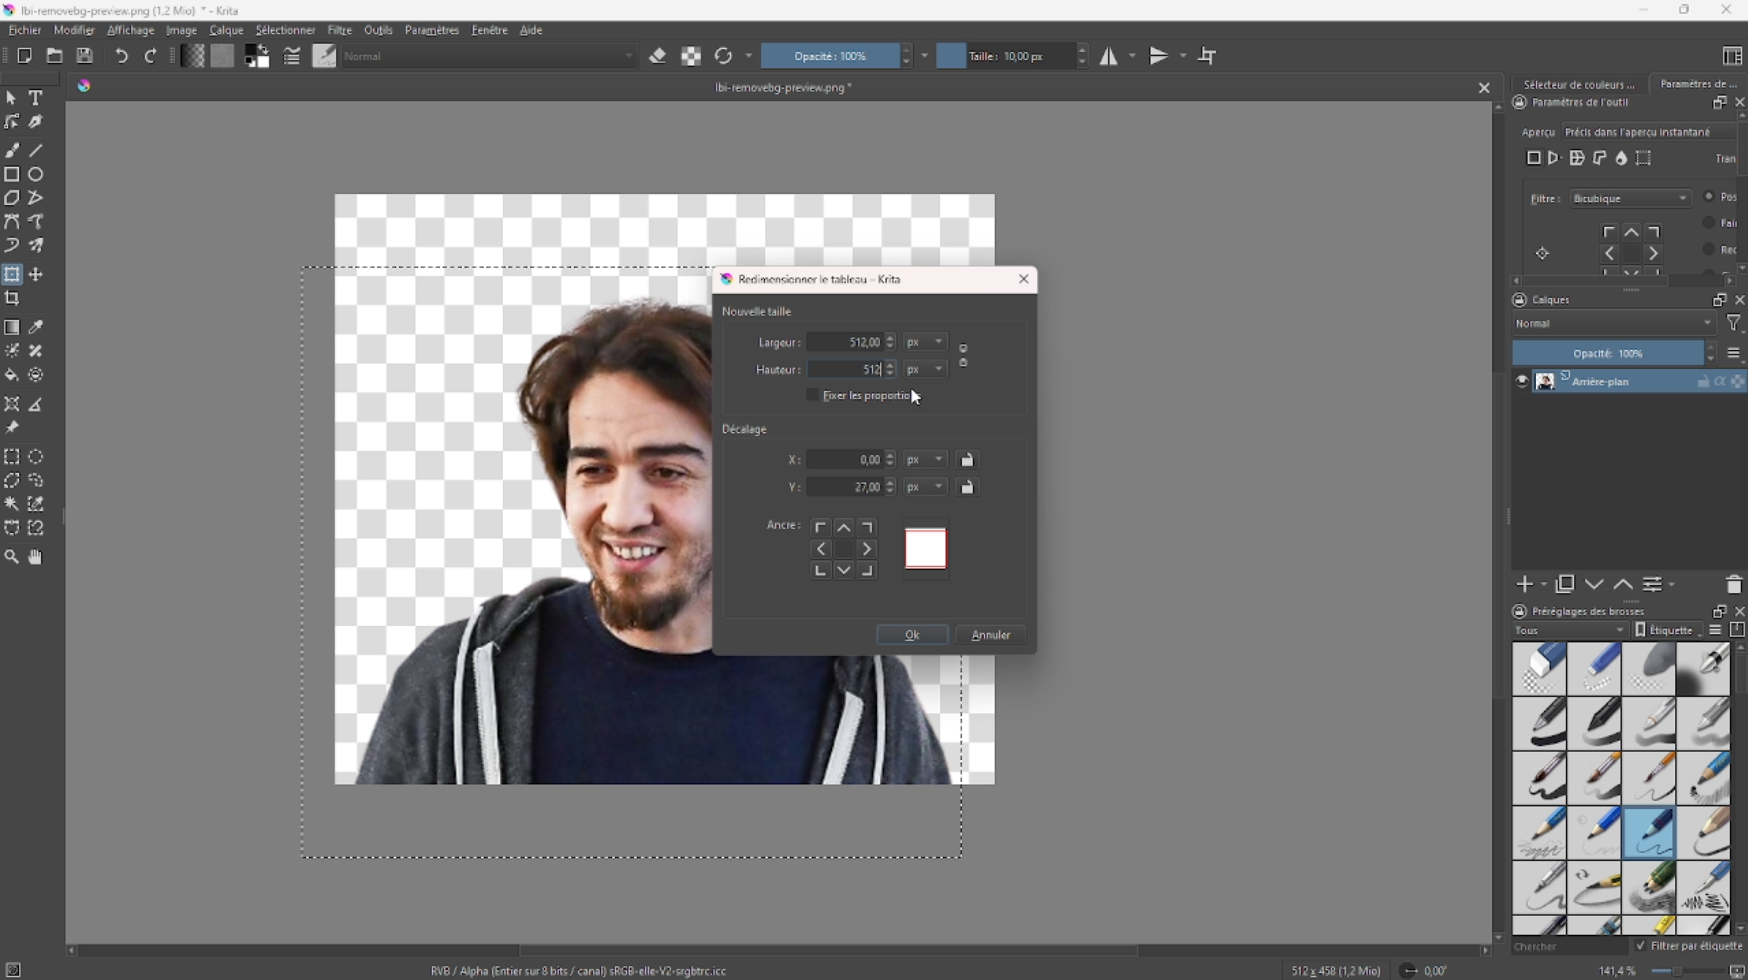 lbi-removebg-preview.png (1,2 Mio) * - Krita
Fichier Modifier Affichage Image Calque Sélectionner Filtre Outils Paramètres Fenêtre Aide
Normal
Opacité : 100%
Taille : 10,00 px
lbi-removebg-preview.png *
Sélecteur de couleurs ...
Paramètres de ...
Paramètres de l'outil
Aperçu Précis dans l'aperçu instantané
Tran
Filtre : Bicubique
Pos
Fai
Rec
Redimensionner le tableau – Krita
Nouvelle taille
Largeur : 512,00 px
Hauteur : 512 px
Fixer les proportions
Décalage
X : 0,00 px
Y : 27,00 px
Ancre :
Ok Annuler
Calques
Normal
Opacité: 100%
Arrière-plan
Préréglages des brosses
Tous
Étiquette
Chercher
Filtrer par étiquette
RVB / Alpha (Entier sur 8 bits / canal) sRGB-elle-V2-srgbtrc.icc
512 x 458 (1,2 Mio)
0,00°
141,4 %